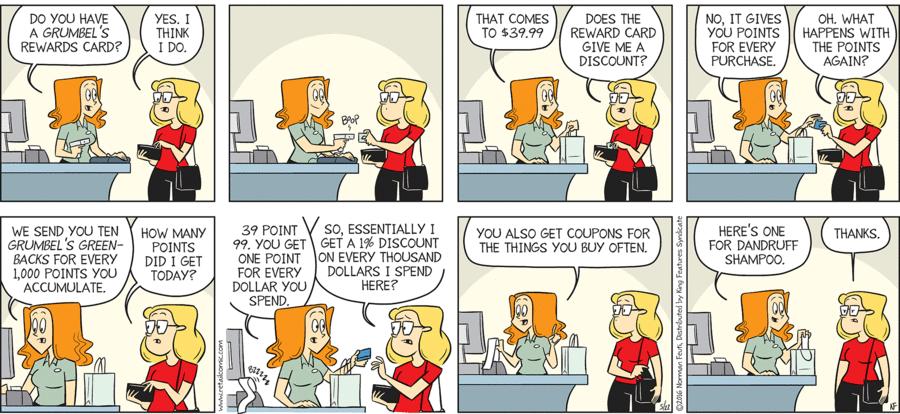 DO YOU HAVE
A GRUMBEL'S
REWARDS CARD?
YES. I
THINK
I DO.
BOOP
THAT COMES
TO $39.99
DOES THE
REWARD CARD
GIVE ME A
DISCOUNT?
NO, IT GIVES
YOU POINTS
FOR EVERY
PURCHASE.
OH. WHAT
HAPPENS WITH
THE POINTS
AGAIN?
WE SEND YOU TEN
GRUMBEL'S GREEN-
BACKS FOR EVERY
1,000 POINTS YOU
ACCUMULATE.
HOW MANY
POINTS
DID I GET
TODAY?
www.retailcomic.com
39 POINT
99. YOU GET
ONE POINT
FOR EVERY
DOLLAR YOU
SPEND.
SO, ESSENTIALLY I
GET A 1% DISCOUNT
ON EVERY THOUSAND
DOLLARS I SPEND
HERE?
YOU ALSO GET COUPONS FOR
THE THINGS YOU BUY OFTEN.
5/22
©2016 Norman Feuti, Distributed by King Features Syndicate
HERE'S ONE
FOR DANDRUFF
SHAMPOO.
THANKS.
NF